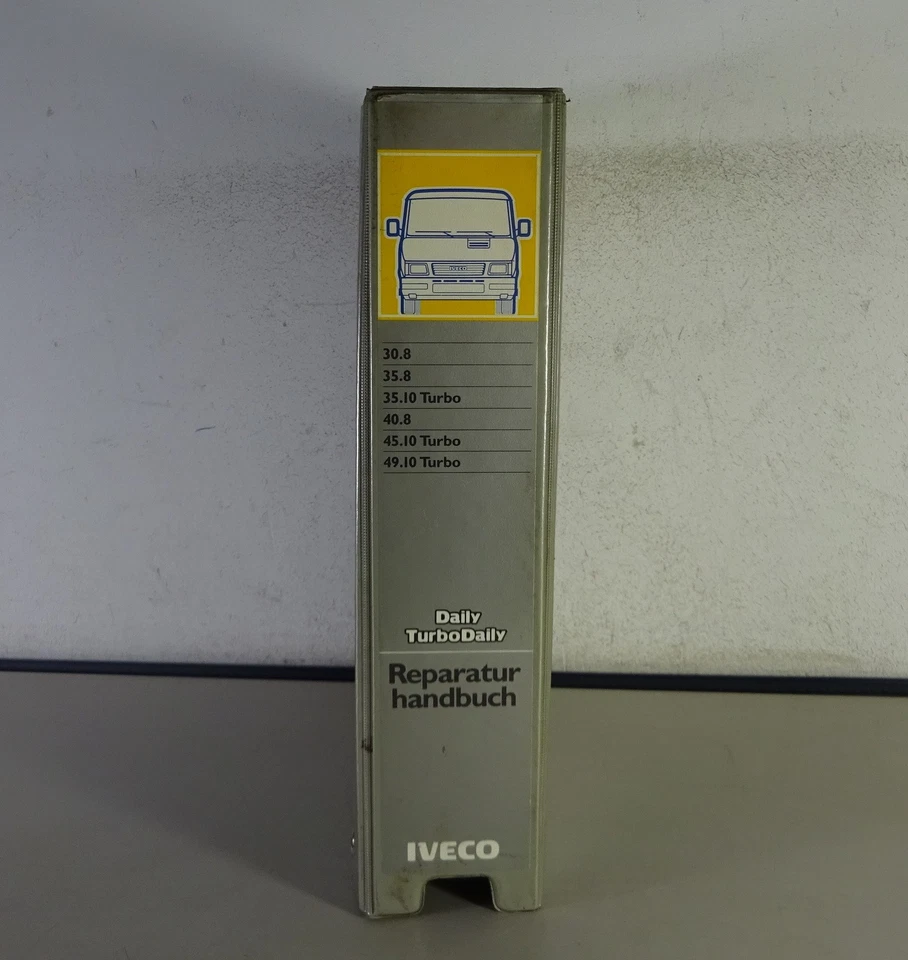 IVECO
30.8
35.8
35.10 Turbo
40.8
45.10 Turbo
49.10 Turbo
Daily
TurboDaily
Reparatur
handbuch
IVECO